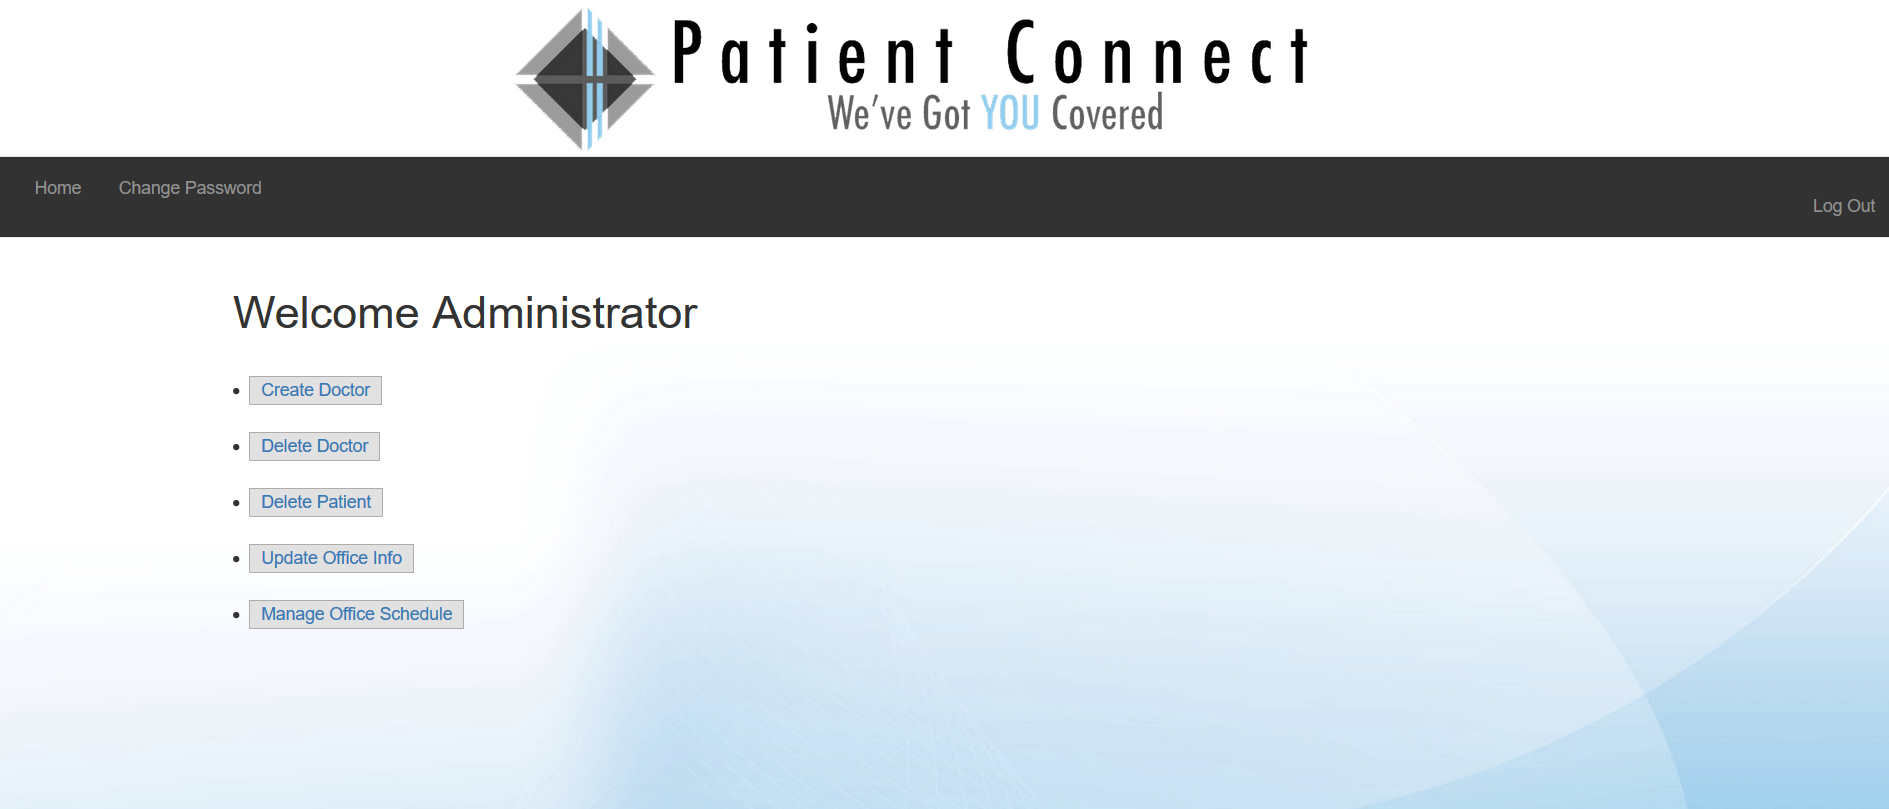 Patient Connect
We've Got YOU Covered
Home Change Password
Log Out
Welcome Administrator
Create Doctor
Delete Doctor
Delete Patient
Update Office Info
Manage Office Schedule